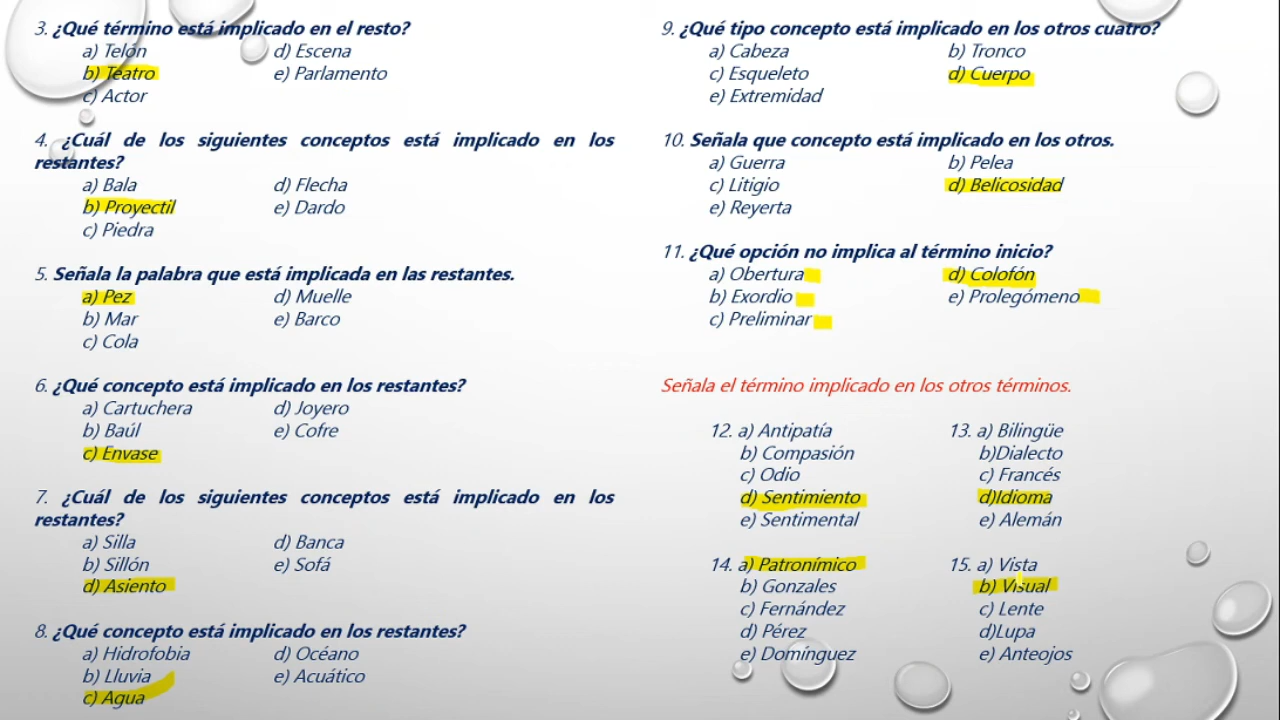 3. ¿Qué término está implicado en el resto?
a) Telón d) Escena
b) Teatro e) Parlamento
c) Actor
4. ¿Cuál de los siguientes conceptos está implicado en los
restantes?
a) Bala d) Flecha
b) Proyectil e) Dardo
c) Piedra
5. Señala la palabra que está implicada en las restantes.
a) Pez d) Muelle
b) Mar e) Barco
c) Cola
6. ¿Qué concepto está implicado en los restantes?
a) Cartuchera d) Joyero
b) Baúl e) Cofre
c) Envase
7. ¿Cuál de los siguientes conceptos está implicado en los
restantes?
a) Silla d) Banca
b) Sillón e) Sofá
d) Asiento
8. ¿Qué concepto está implicado en los restantes?
a) Hidrofobia d) Océano
b) Lluvia e) Acuático
c) Agua
9. ¿Qué tipo concepto está implicado en los otros cuatro?
a) Cabeza b) Tronco
c) Esqueleto d) Cuerpo
e) Extremidad
10. Señala que concepto está implicado en los otros.
a) Guerra b) Pelea
c) Litigio d) Belicosidad
e) Reyerta
11. ¿Qué opción no implica al término inicio?
a) Obertura d) Colofón
b) Exordio e) Prolegómeno
c) Preliminar
Señala el término implicado en los otros términos.
12. a) Antipatía
b) Compasión
c) Odio
d) Sentimiento
e) Sentimental
13. a) Bilingüe
b)Dialecto
c) Francés
d)Idioma
e) Alemán
14. a) Patronímico
b) Gonzales
c) Fernández
d) Pérez
e) Domínguez
15. a) Vista
b) Visual
c) Lente
d)Lupa
e) Anteojos